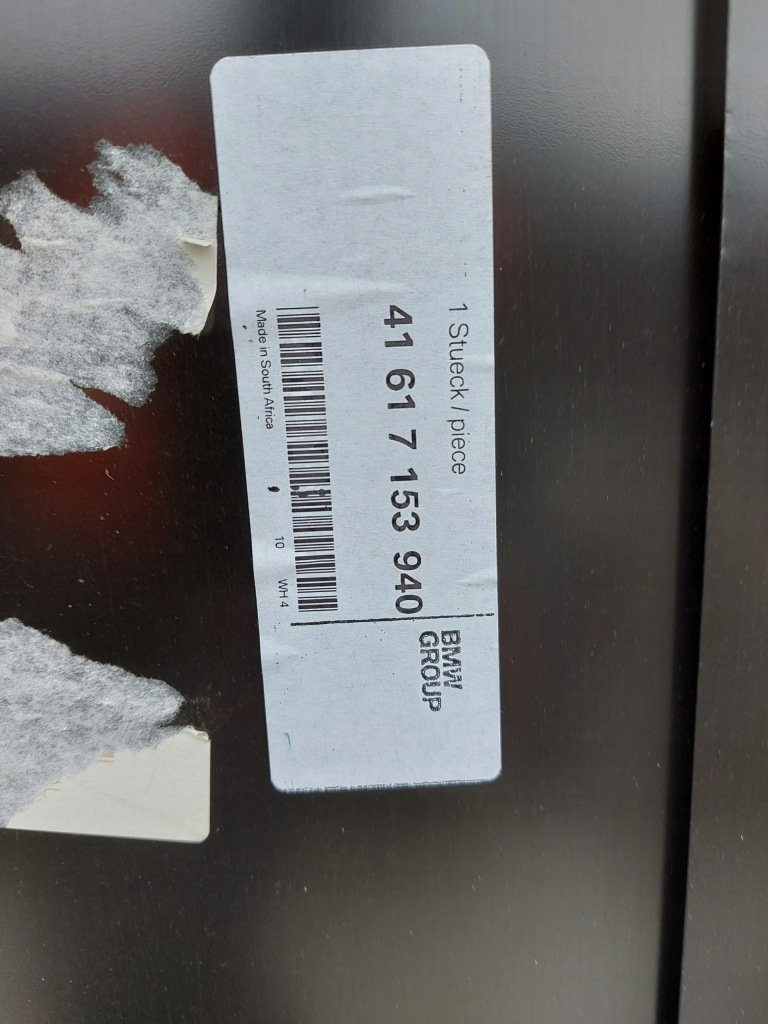 1 Stueck / piece
41 61 7 153 940
BMW
GROUP
Made in South Africa
10
WH 4